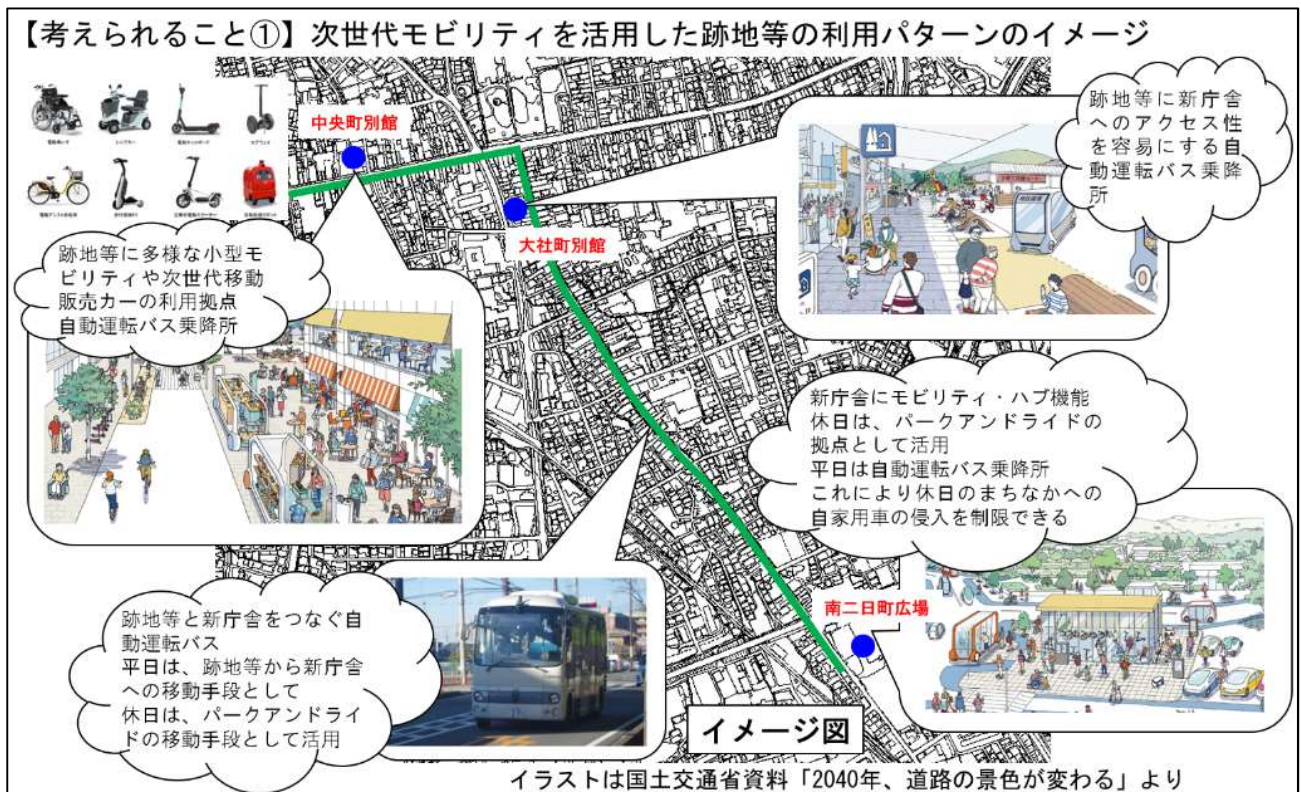 【考えられること①】次世代モビリティを活用した跡地等の利用パターンのイメージ
中央町別館
大社町別館
跡地等に新庁舎
へのアクセス性
を容易にする自
動運転バス乗降
所
跡地等に多様な小型モ
ビリティや次世代移動
販売カーの利用拠点
自動運転バス乗降所
新庁舎にモビリティ・ハブ機能
休日は、パークアンドライドの
拠点として活用
平日は自動運転バス乗降所
これにより休日のまちなかへの
自家用車の侵入を制限できる
跡地等と新庁舎をつなぐ自
動運転バス
平日は、跡地等から新庁舎
への移動手段として
休日は、パークアンドライ
ドの移動手段として活用
南二日町広場
イメージ図
イラストは国土交通省資料「2040年、道路の景色が変わる」より